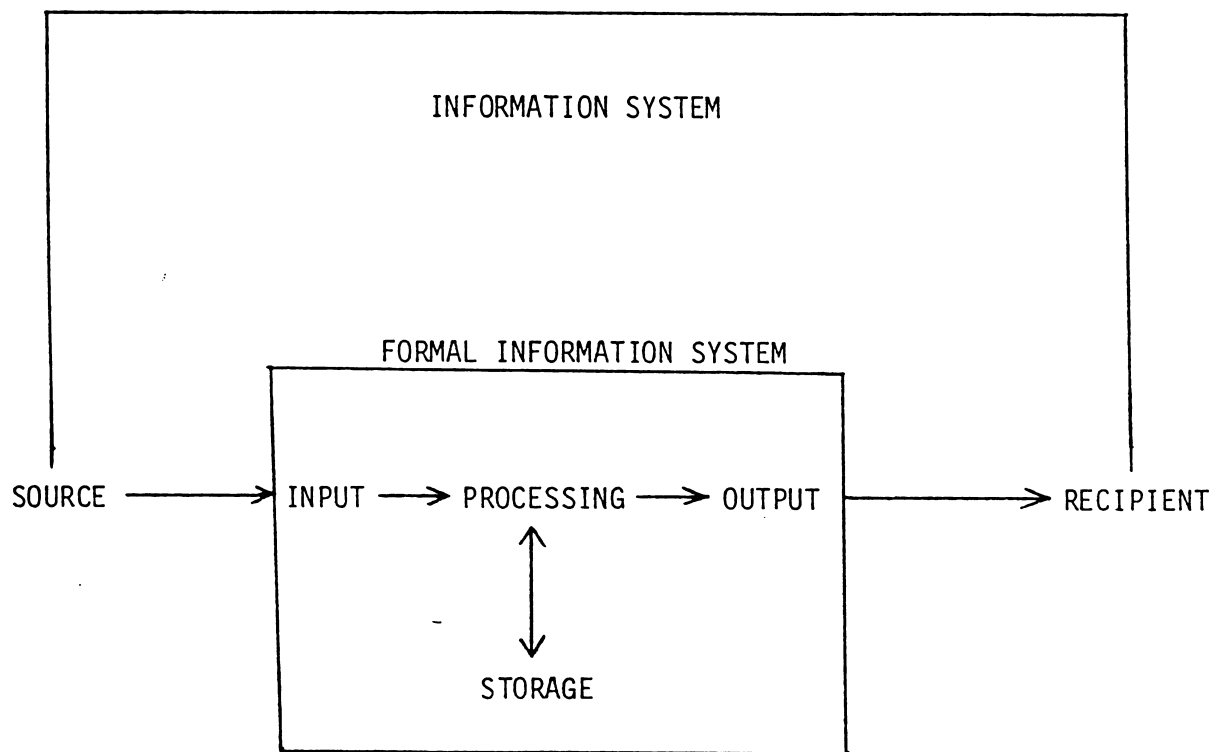 INFORMATION SYSTEM
FORMAL INFORMATION SYSTEM
SOURCE INPUT PROCESSING OUTPUT RECIPIENT
STORAGE